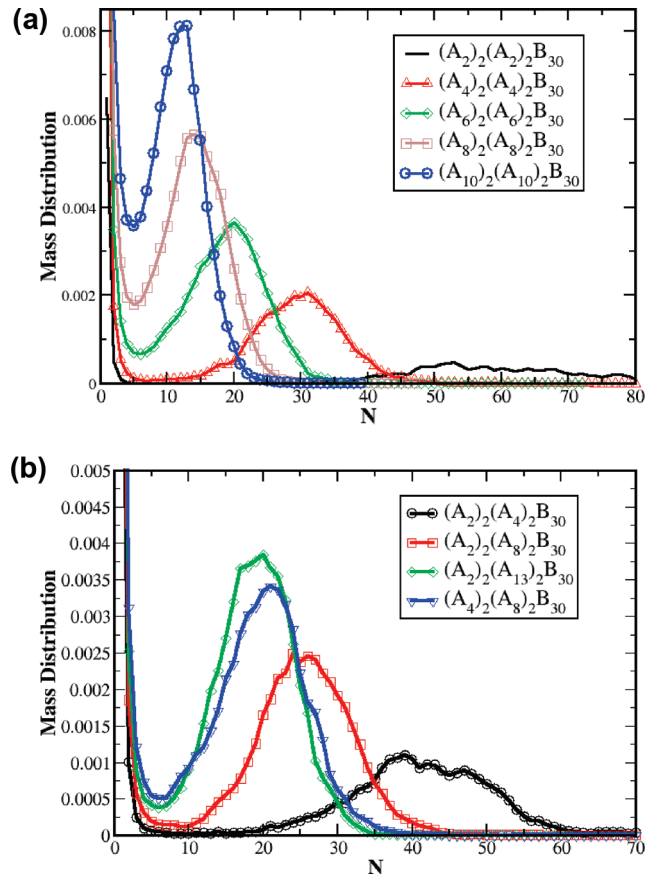 (a)
0.008
0.006
0.004
0.002
0
Mass Distribution
(A2)2(A2)2B30
(A4)2(A4)2B30
(A6)2(A6)2B30
(A8)2(A8)2B30
(A10)2(A10)2B30
0 10 20 30 40 50 60 70 80
N
(b)
0.005
0.0045
0.004
0.0035
0.003
0.0025
0.002
0.0015
0.001
0.0005
0
Mass Distribution
(A2)2(A4)2B30
(A2)2(A8)2B30
(A2)2(A13)2B30
(A4)2(A8)2B30
0 10 20 30 40 50 60 70
N